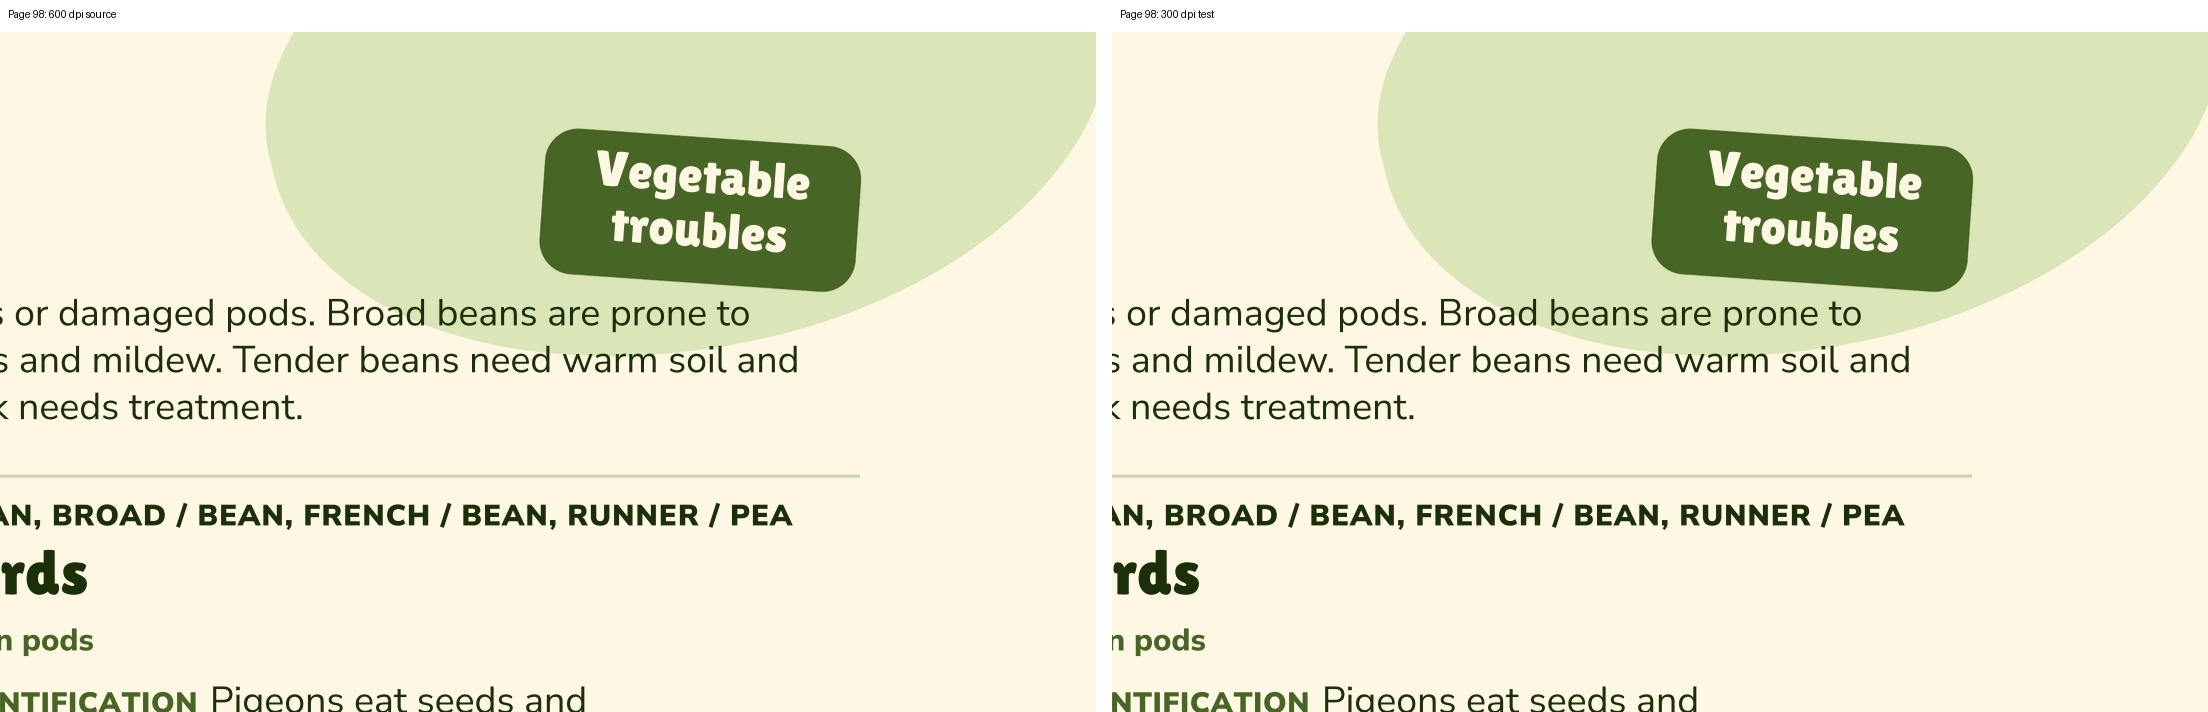 Page 98: 600 dpi source
Vegetable
troubles
s or damaged pods. Broad beans are prone to
s and mildew. Tender beans need warm soil and
k needs treatment.
AN, BROAD / BEAN, FRENCH / BEAN, RUNNER / PEA
rds
n pods
NTIFICATION Pigeons eat seeds and
Page 98: 300 dpi test
Vegetable
troubles
s or damaged pods. Broad beans are prone to
s and mildew. Tender beans need warm soil and
k needs treatment.
AN, BROAD / BEAN, FRENCH / BEAN, RUNNER / PEA
rds
n pods
NTIFICATION Pigeons eat seeds and